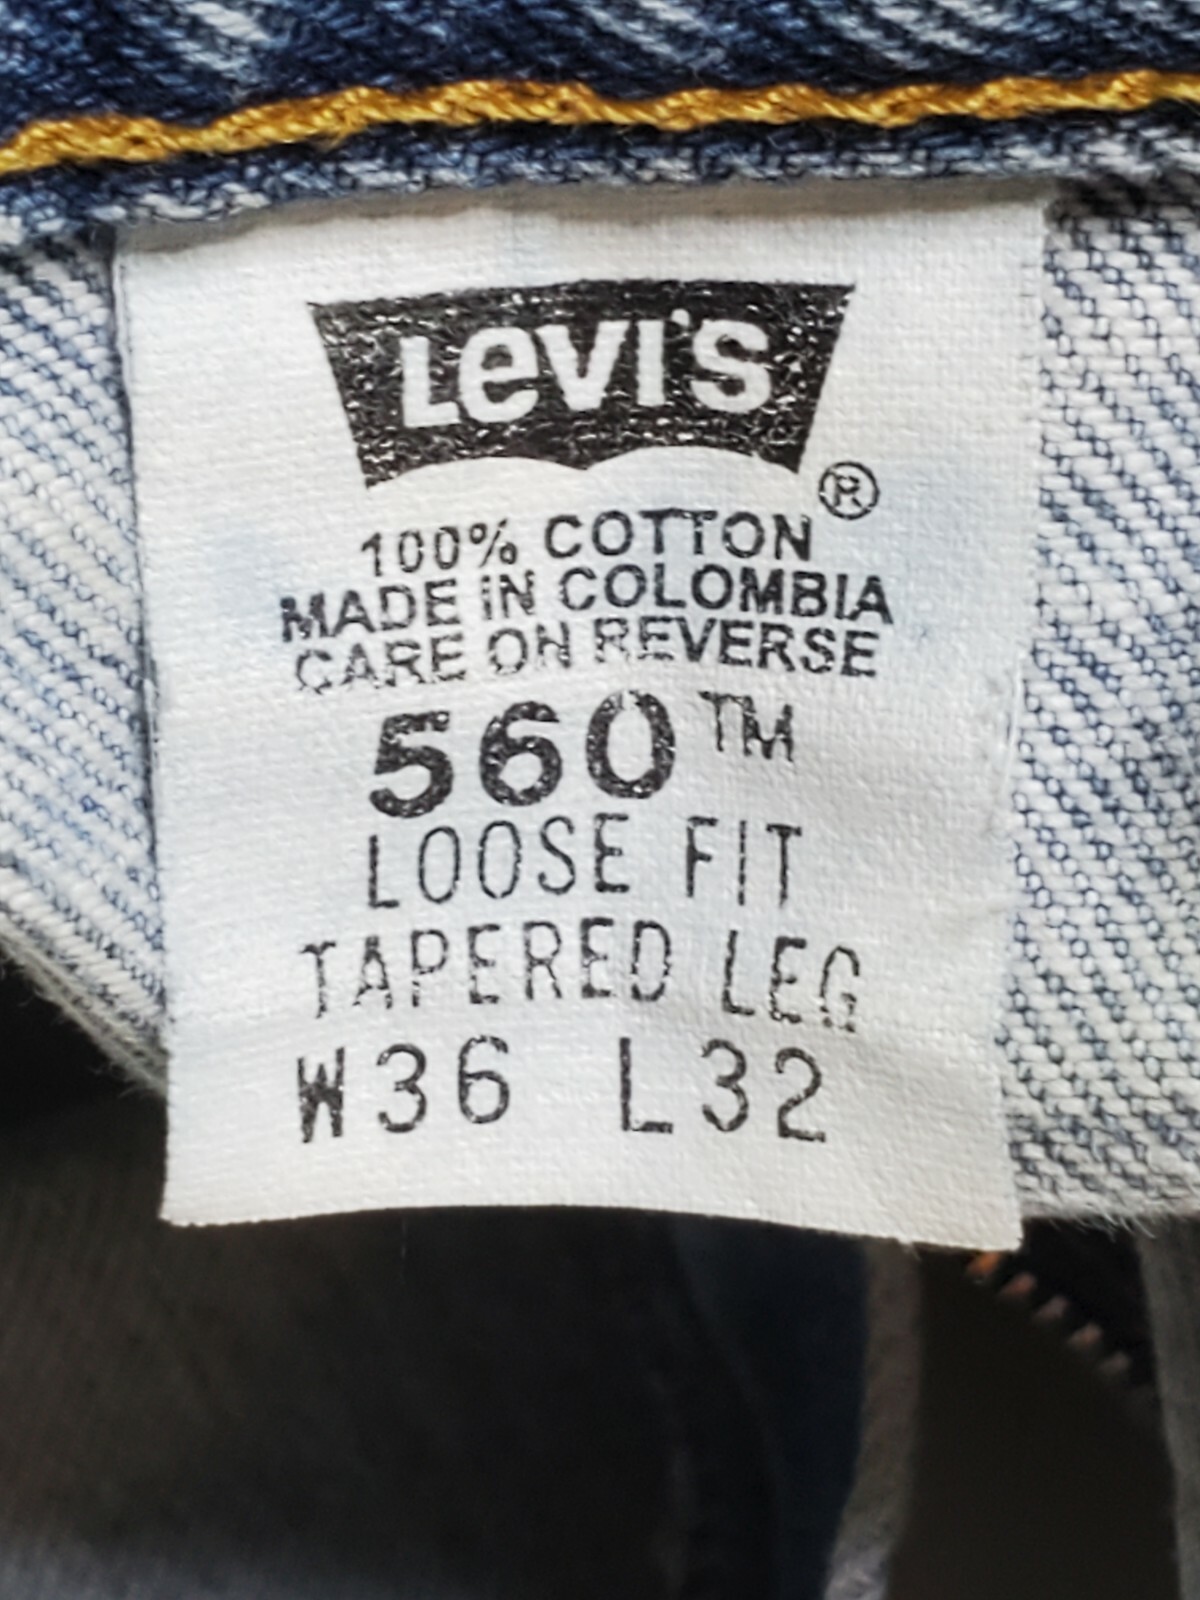 Levi's
®
100% COTTON
MADE IN COLOMBIA
CARE ON REVERSE
560™
LOOSE FIT
TAPERED LEG
W36 L32